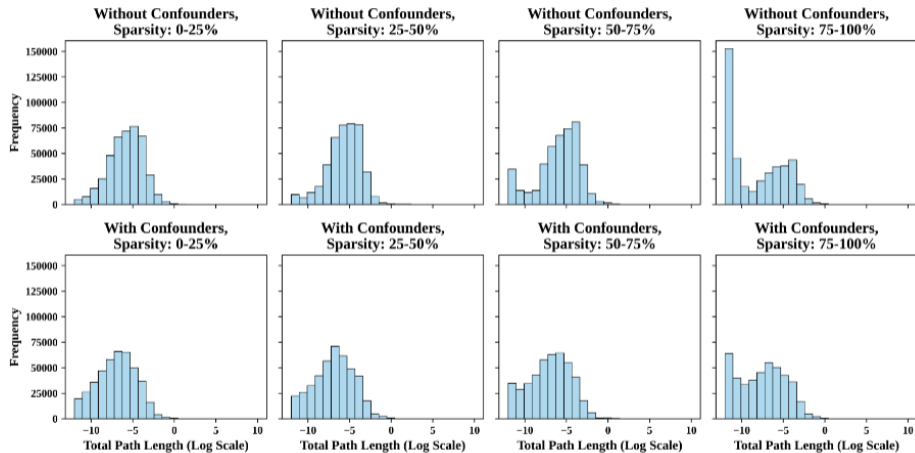 Without Confounders,
Sparsity: 0-25%
Without Confounders,
Sparsity: 25-50%
Without Confounders,
Sparsity: 50-75%
Without Confounders,
Sparsity: 75-100%
150000
125000
100000
75000
50000
25000
0
Frequency
With Confounders,
Sparsity: 0-25%
With Confounders,
Sparsity: 25-50%
With Confounders,
Sparsity: 50-75%
With Confounders,
Sparsity: 75-100%
150000
125000
100000
75000
50000
25000
0
Frequency
−10 −5 0 5 10
Total Path Length (Log Scale)
−10 −5 0 5 10
Total Path Length (Log Scale)
−10 −5 0 5 10
Total Path Length (Log Scale)
−10 −5 0 5 10
Total Path Length (Log Scale)